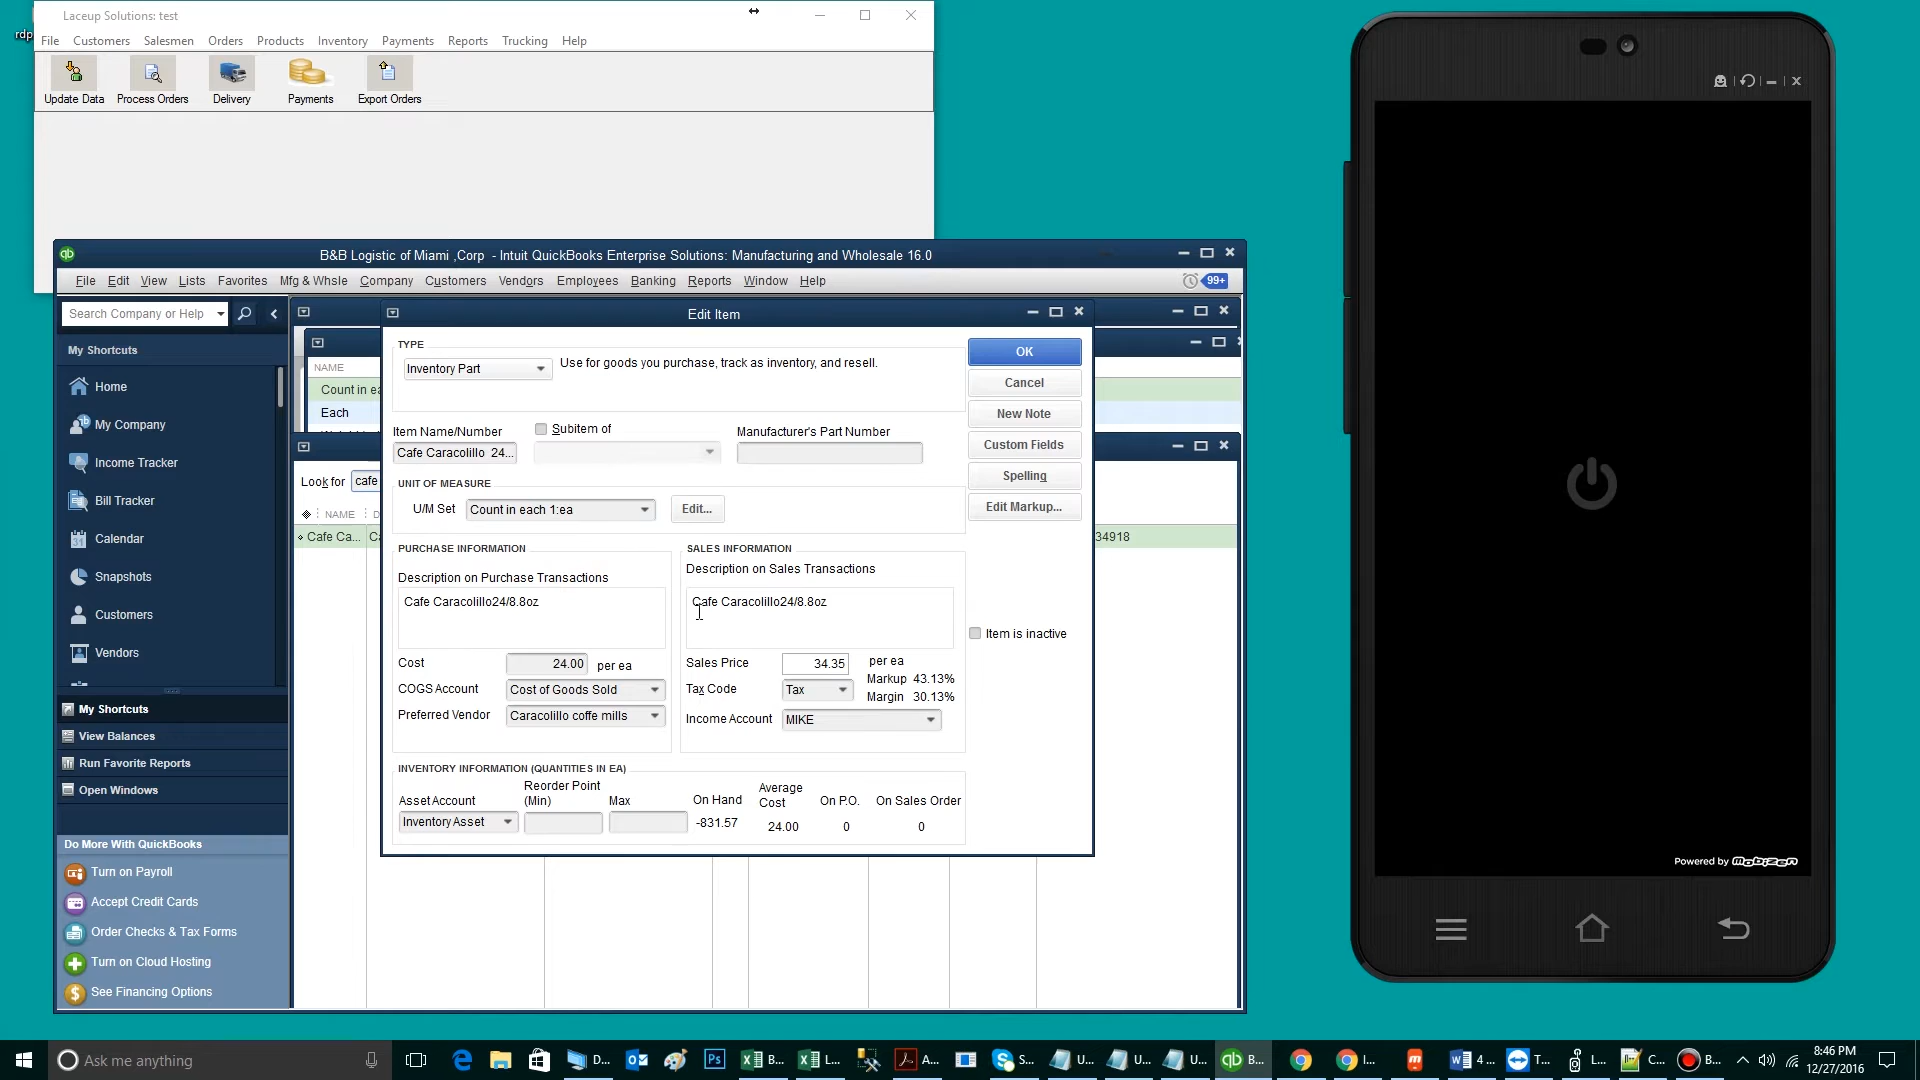 Laceup Solutions: test
rdp
File Customers Salesmen Orders Products Inventory Payments Reports Trucking Help
Update Data Process Orders Delivery Payments Export Orders
B&B Logistic of Miami ,Corp - Intuit QuickBooks Enterprise Solutions: Manufacturing and Wholesale 16.0
File Edit View Lists Favorites Mfg & Whsle Company Customers Vendors Employees Banking Reports Window Help
99+
Search Company or Help
My Shortcuts
Home
My Company
Income Tracker
Bill Tracker
Calendar
Snapshots
Customers
Vendors
My Shortcuts
View Balances
Run Favorite Reports
Open Windows
Do More With QuickBooks
Turn on Payroll
Accept Credit Cards
Order Checks & Tax Forms
Turn on Cloud Hosting
See Financing Options
NAME
Count in ea
Each
Look for cafe
NAME
Cafe Ca...
34918
Edit Item
TYPE
Inventory Part Use for goods you purchase, track as inventory, and resell.
OK
Cancel
New Note
Custom Fields
Spelling
Edit Markup...
Item Name/Number Subitem of Manufacturer's Part Number
Cafe Caracolillo 24...
UNIT OF MEASURE
U/M Set Count in each 1:ea Edit...
PURCHASE INFORMATION
Description on Purchase Transactions
Cafe Caracolillo24/8.8oz
Cost 24.00 per ea
COGS Account Cost of Goods Sold
Preferred Vendor Caracolillo coffe mills
SALES INFORMATION
Description on Sales Transactions
Cafe Caracolillo24/8.8oz
Sales Price 34.35 per ea
Markup 43.13%
Tax Code Tax
Margin 30.13%
Income Account MIKE
Item is inactive
INVENTORY INFORMATION (QUANTITIES IN EA)
Asset Account Reorder Point (Min) Max On Hand Average Cost On P.O. On Sales Order
Inventory Asset -831.57 24.00 0 0
Powered by Mobizen
Ask me anything
D... B... L... A... S... U... U... U... B... I... 4 ... T... L... C... B...
8:46 PM
12/27/2016